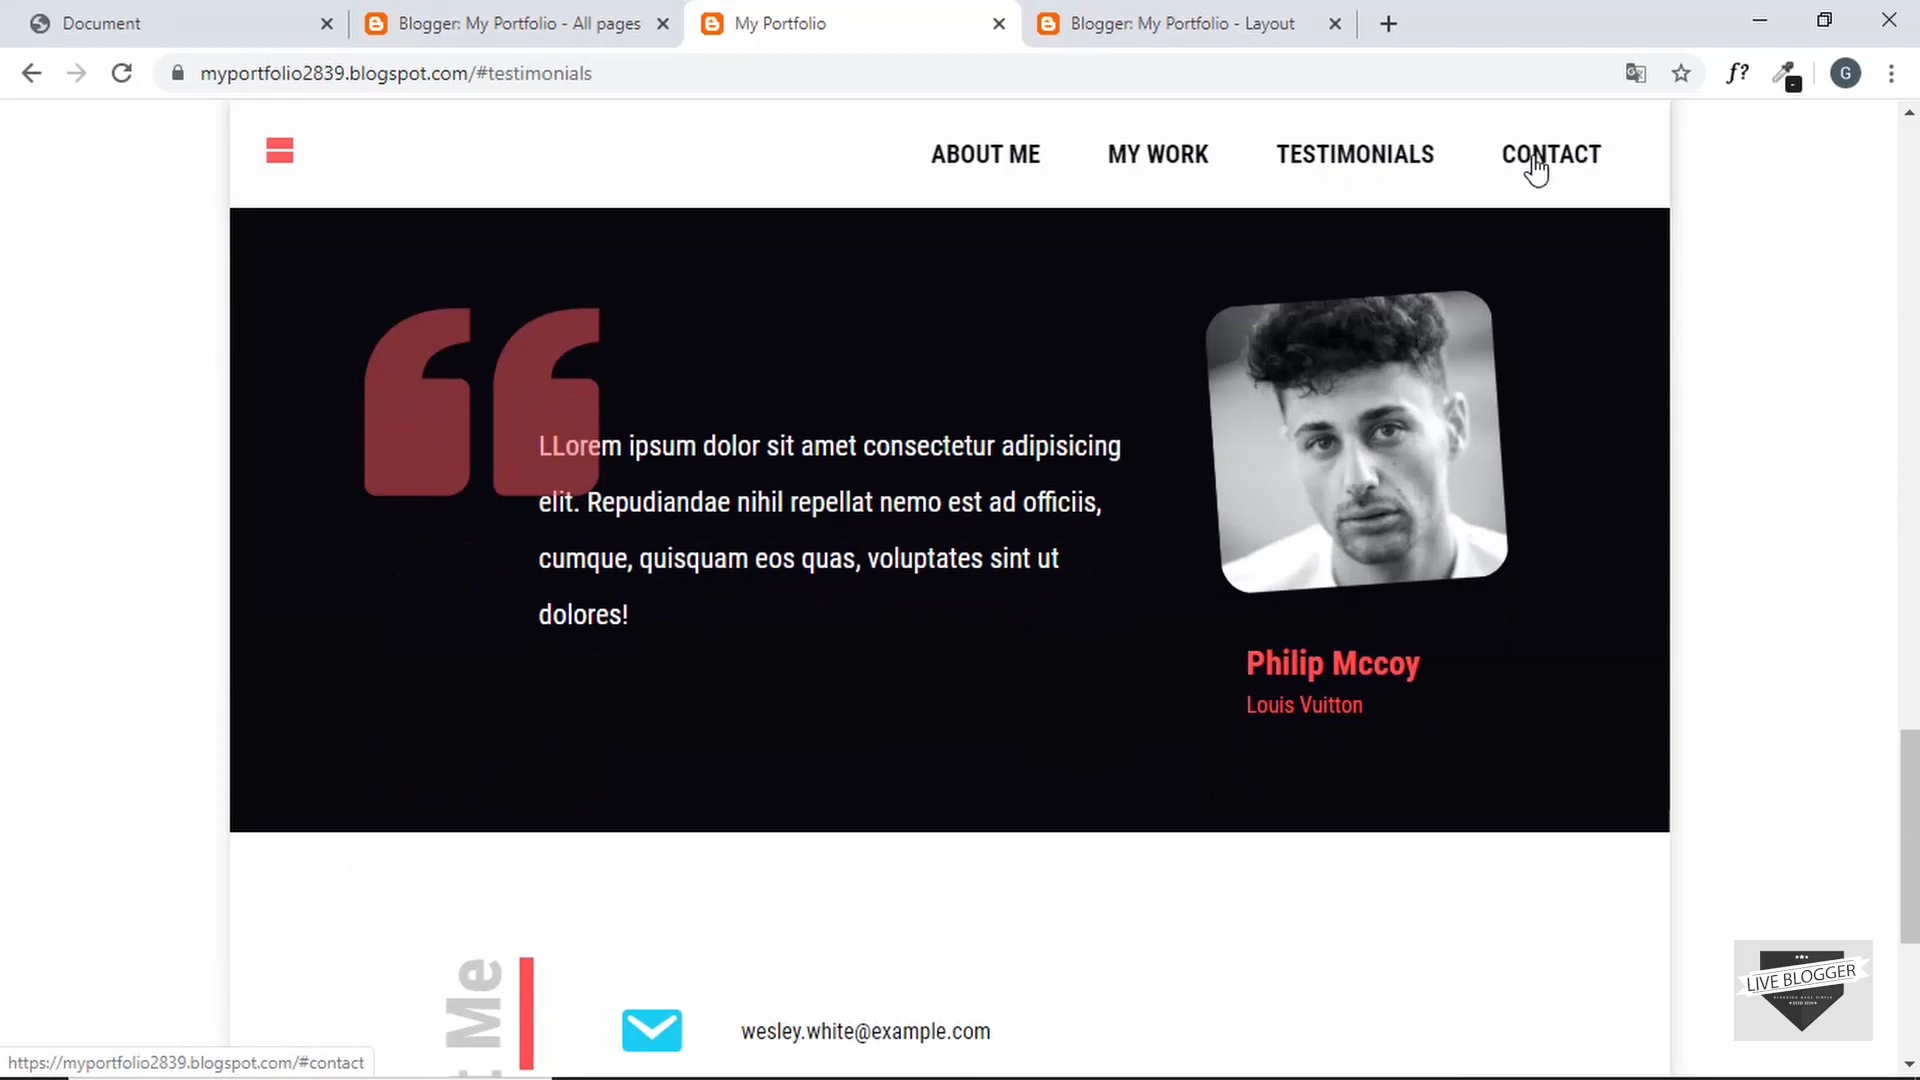 Document
Blogger: My Portfolio - All pages
My Portfolio
Blogger: My Portfolio - Layout
myportfolio2839.blogspot.com/#testimonials
f?
G
ABOUT ME
MY WORK
TESTIMONIALS
CONTACT
LLorem ipsum dolor sit amet consectetur adipisicing
elit. Repudiandae nihil repellat nemo est ad officiis,
cumque, quisquam eos quas, voluptates sint ut
dolores!
Philip Mccoy
Louis Vuitton
Me
wesley.white@example.com
LIVE BLOGGER
https://myportfolio2839.blogspot.com/#contact